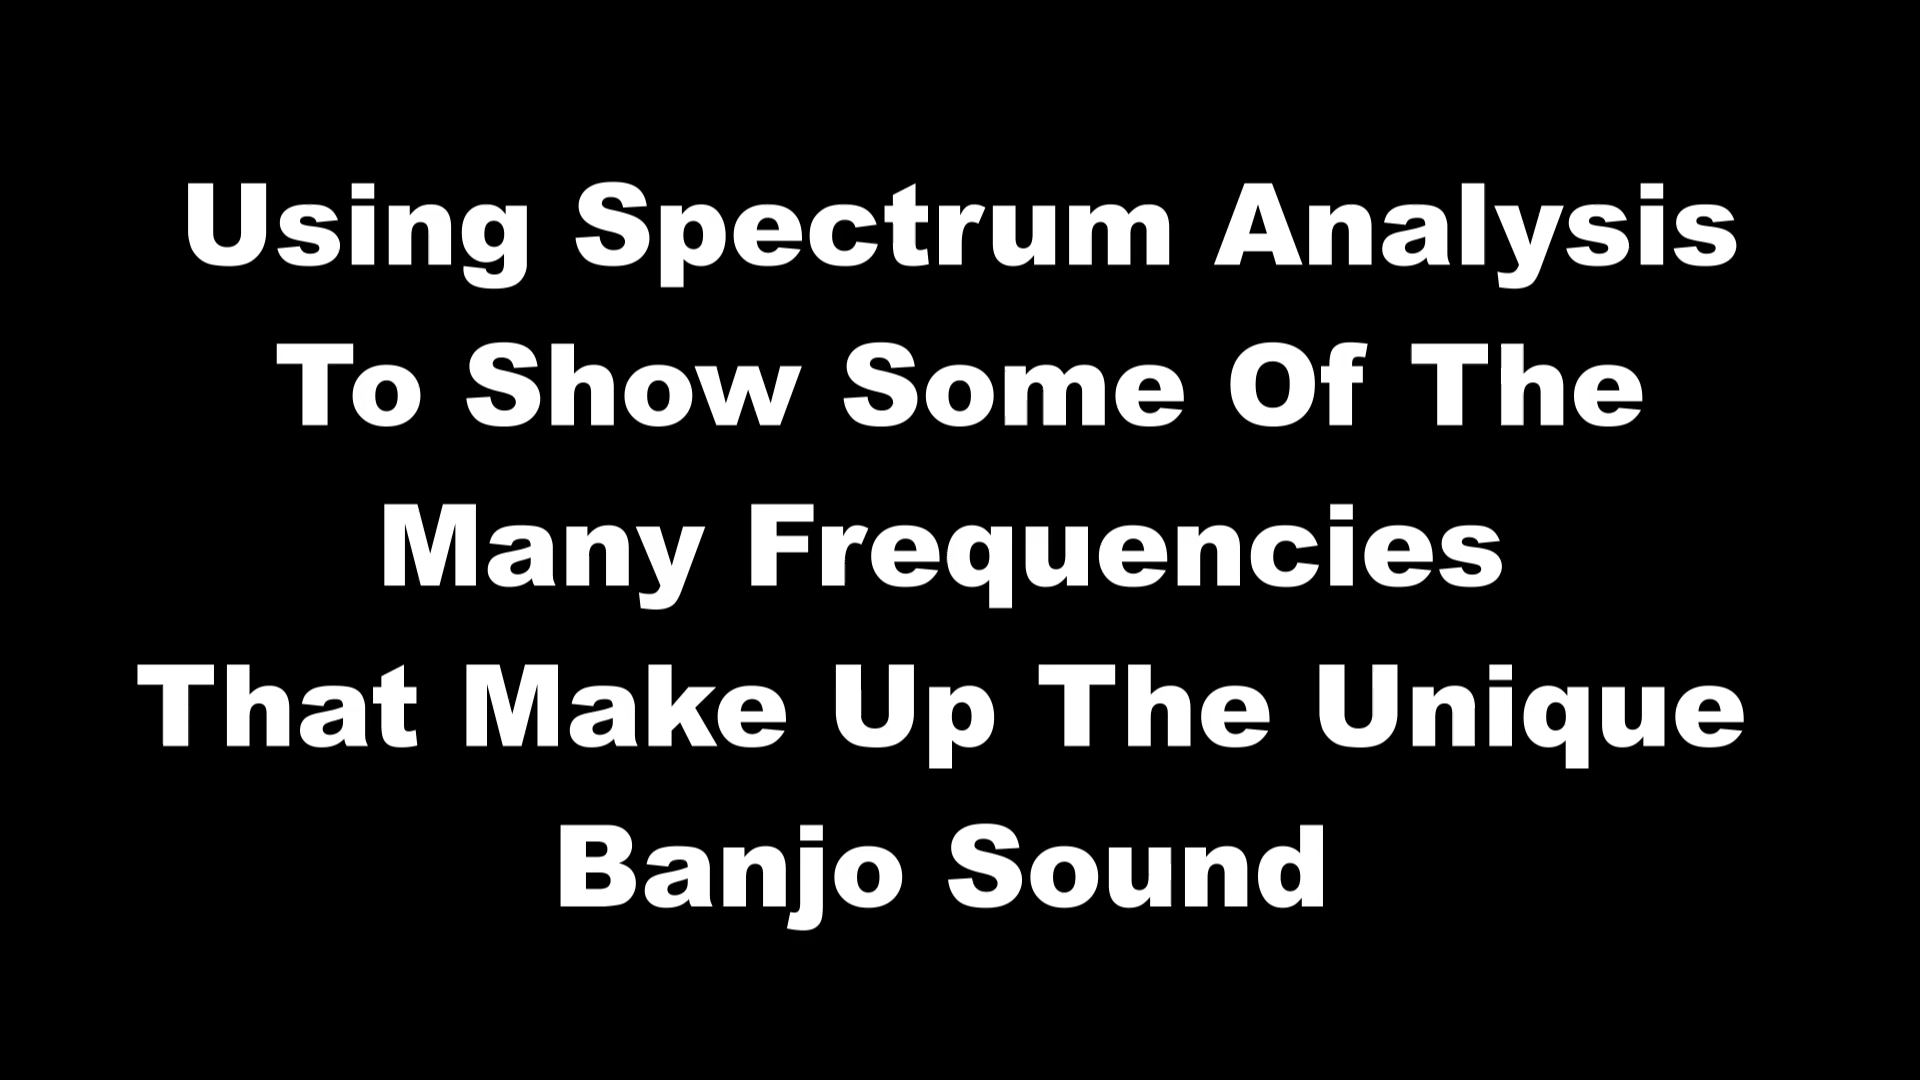 Using Spectrum Analysis
To Show Some Of The
Many Frequencies
That Make Up The Unique
Banjo Sound